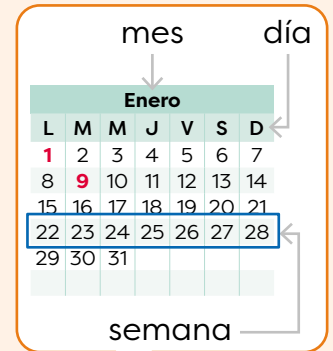 mes día
Enero
L M M J V S D
1 2 3 4 5 6 7
8 9 10 11 12 13 14
15 16 17 18 19 20 21
22 23 24 25 26 27 28
29 30 31
semana